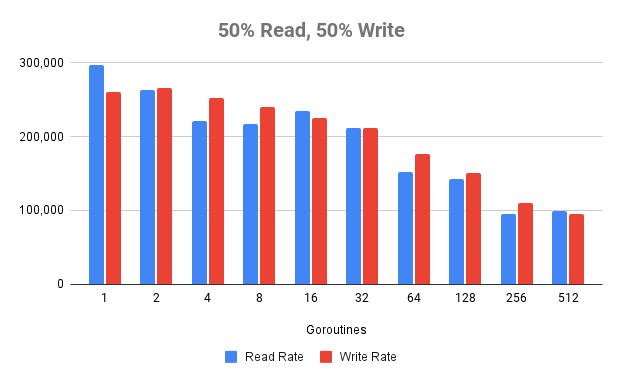 50% Read, 50% Write
300,000
200,000
100,000
0
1 2 4 8 16 32 64 128 256 512
Goroutines
Read Rate Write Rate